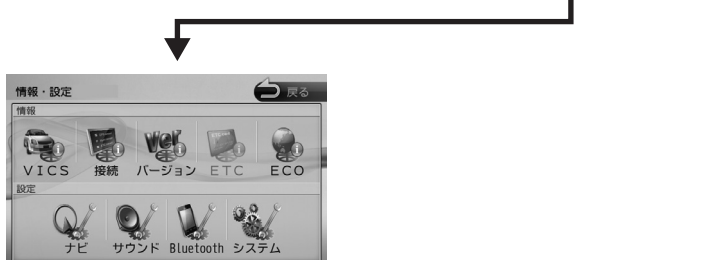 情報・設定
戻る
情報
Ver
VICS 接続 バージョン ETC ECO
設定
ナビ サウンド Bluetooth システム